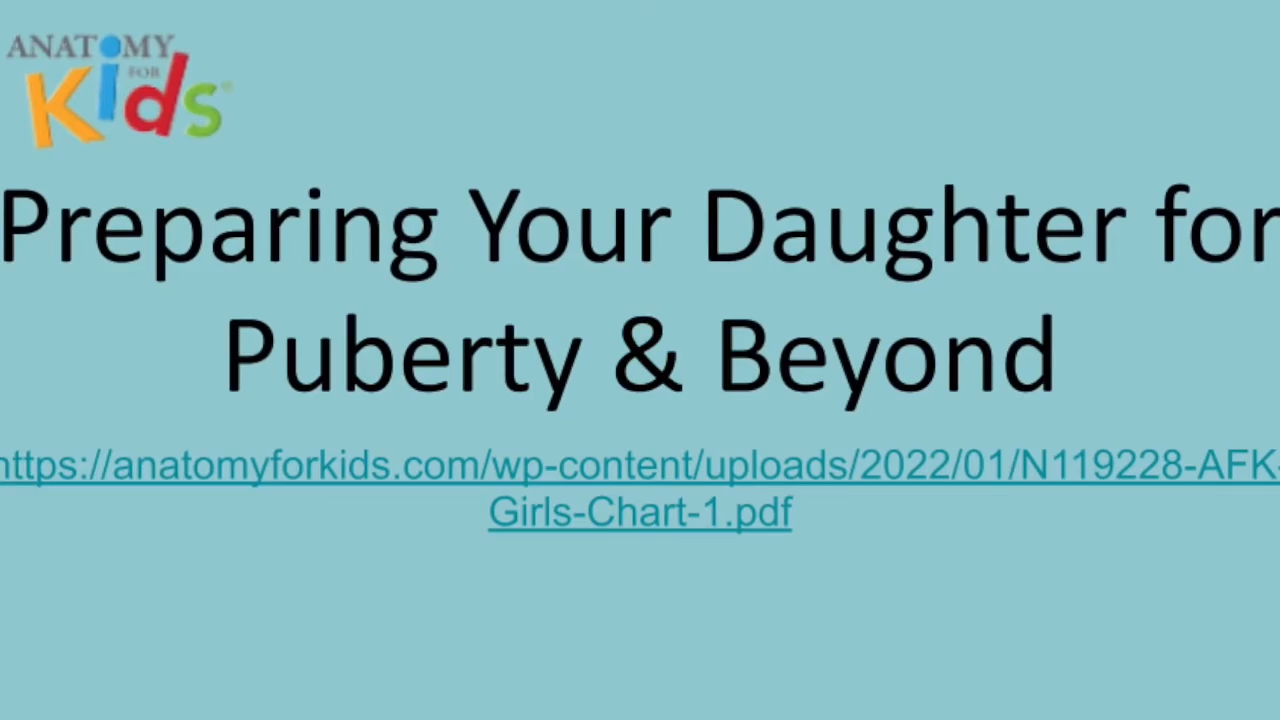 ANATOMY
FOR
Kids®
Preparing Your Daughter for
Puberty & Beyond
https://anatomyforkids.com/wp-content/uploads/2022/01/N119228-AFK-
Girls-Chart-1.pdf